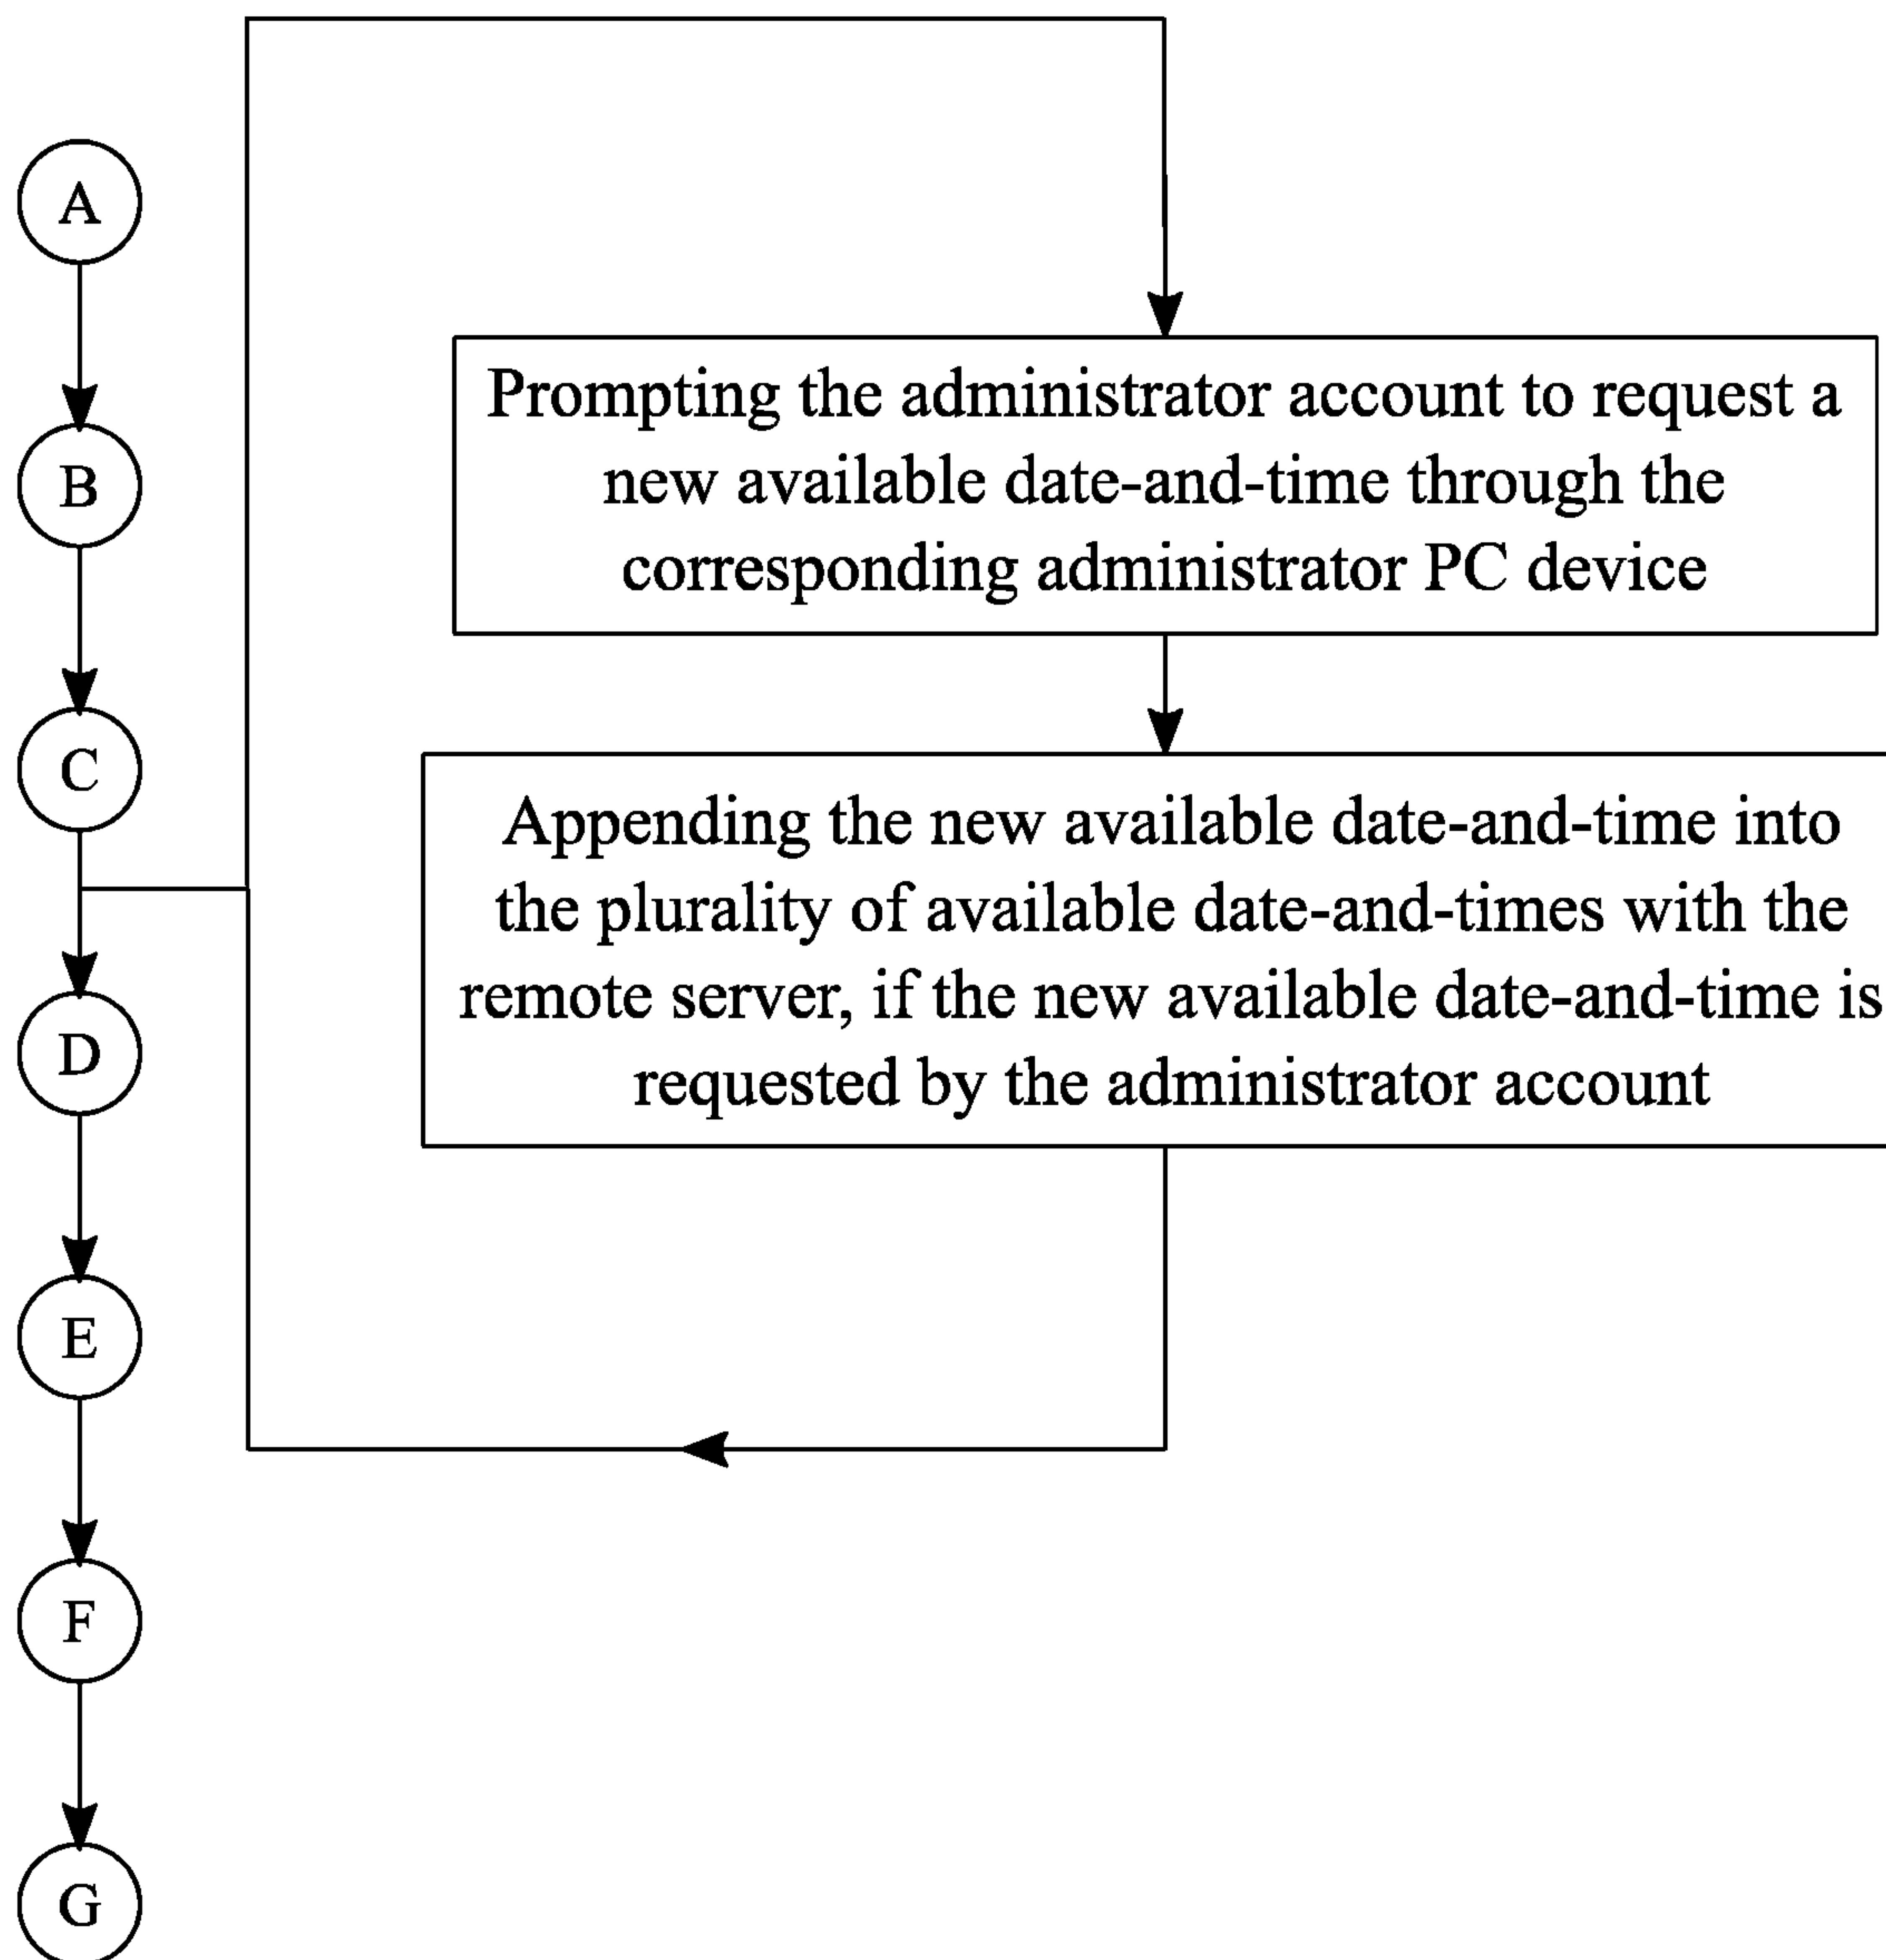 A
B
C
D
E
F
G
Prompting the administrator account to request a
new available date-and-time through the
corresponding administrator PC device
Appending the new available date-and-time into
the plurality of available date-and-times with the
remote server, if the new available date-and-time is
requested by the administrator account